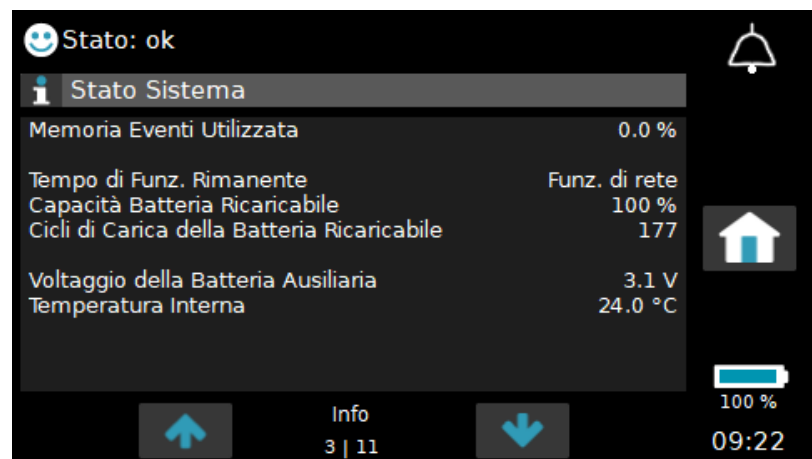 Stato: ok
Stato Sistema
Memoria Eventi Utilizzata 0.0 %
Tempo di Funz. Rimanente Funz. di rete
Capacità Batteria Ricaricabile 100 %
Cicli di Carica della Batteria Ricaricabile 177
Voltaggio della Batteria Ausiliaria 3.1 V
Temperatura Interna 24.0 °C
100 %
Info
3 | 11
09:22